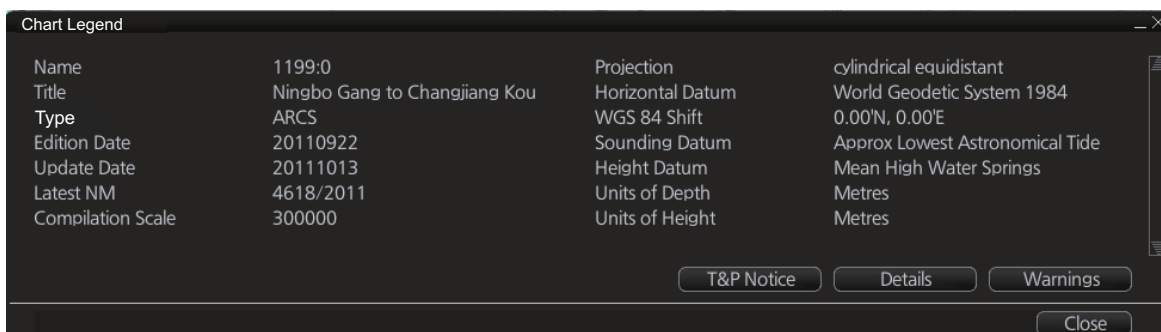 Chart Legend
Name 1199:0 Projection cylindrical equidistant
Title Ningbo Gang to Changjiang Kou Horizontal Datum World Geodetic System 1984
Type ARCS WGS 84 Shift 0.00'N, 0.00'E
Edition Date 20110922 Sounding Datum Approx Lowest Astronomical Tide
Update Date 20111013 Height Datum Mean High Water Springs
Latest NM 4618/2011 Units of Depth Metres
Compilation Scale 300000 Units of Height Metres
T&P Notice Details Warnings
Close